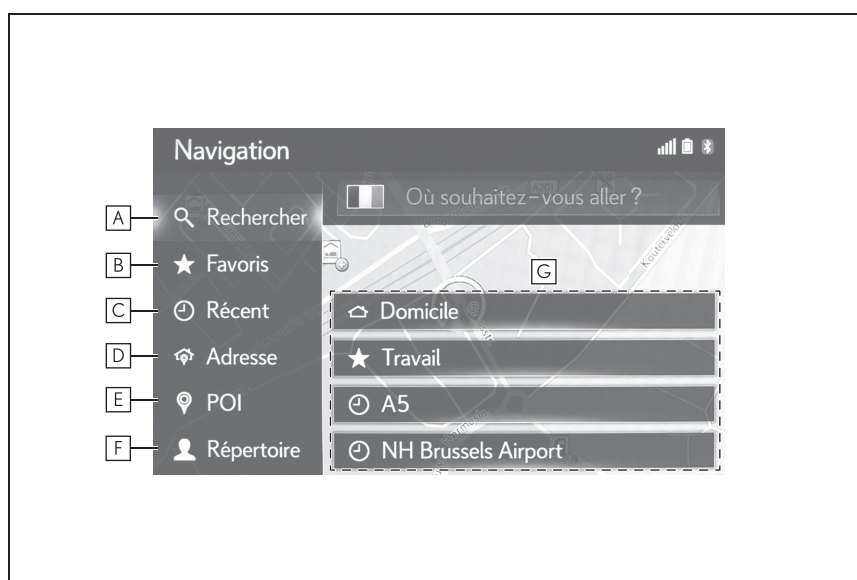 Navigation
Où souhaitez-vous aller ?
A Rechercher
B Favoris
C Récent
D Adresse
E POI
F Répertoire
G
Domicile
Travail
A5
NH Brussels Airport